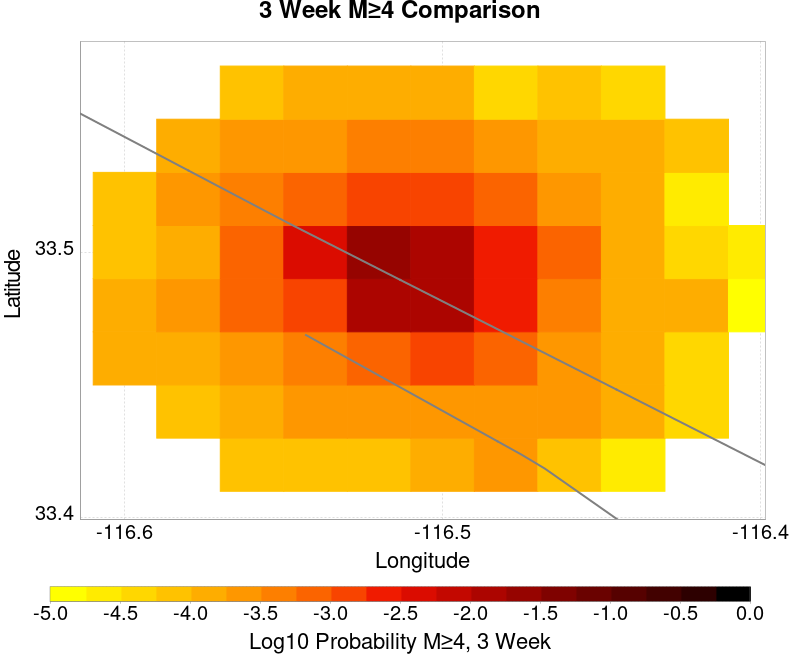 3 Week M≥4 Comparison
Latitude
33.5
33.4
-116.6 -116.5 -116.4
Longitude
-5.0 -4.5 -4.0 -3.5 -3.0 -2.5 -2.0 -1.5 -1.0 -0.5 0.0
Log10 Probability M≥4, 3 Week